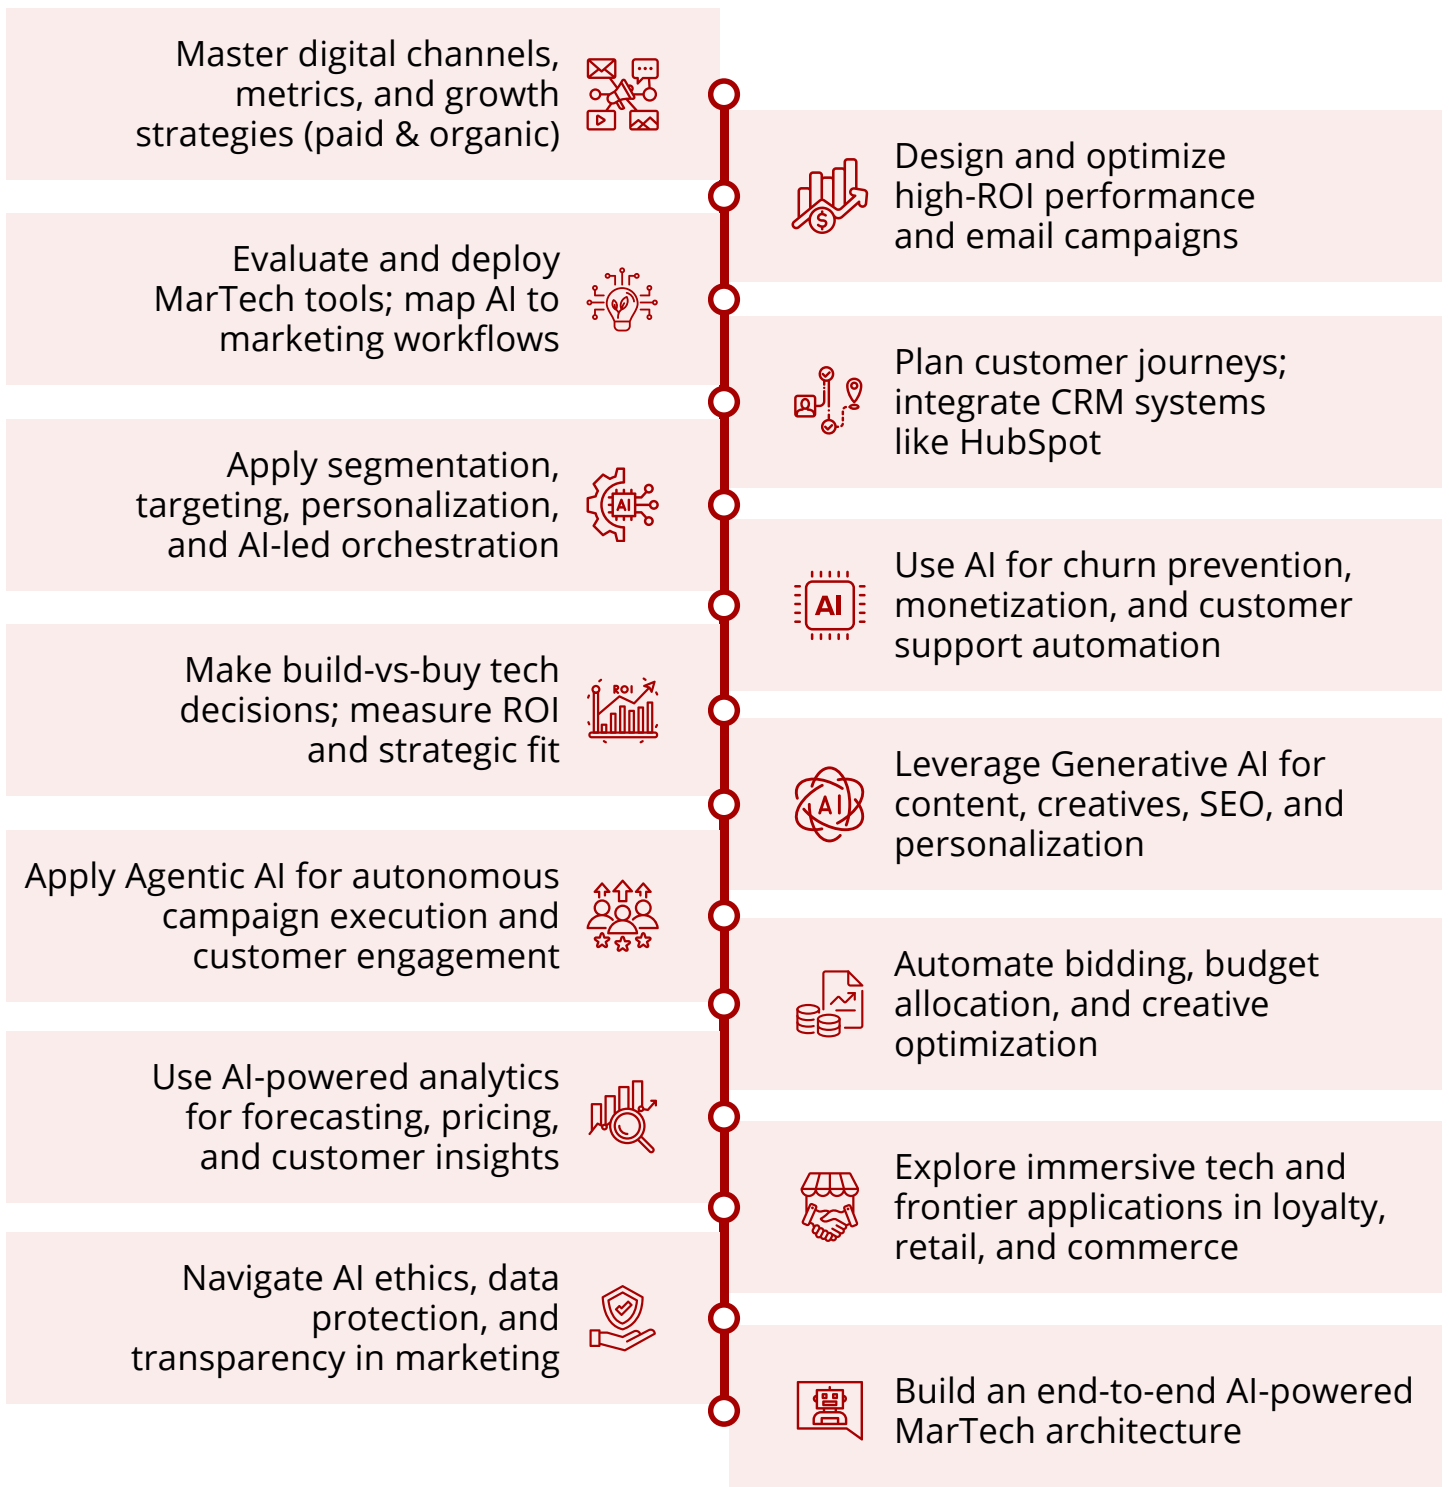 Master digital channels,
metrics, and growth
strategies (paid & organic)
Design and optimize
high-ROI performance
and email campaigns
Evaluate and deploy
MarTech tools; map AI to
marketing workflows
Plan customer journeys;
integrate CRM systems
like HubSpot
Apply segmentation,
targeting, personalization,
and AI-led orchestration
AI
Use AI for churn prevention,
monetization, and customer
support automation
AI
Make build-vs-buy tech
decisions; measure ROI
and strategic fit
ROI
Leverage Generative AI for
content, creatives, SEO, and
personalization
AI
Apply Agentic AI for autonomous
campaign execution and
customer engagement
Automate bidding, budget
allocation, and creative
optimization
Use AI-powered analytics
for forecasting, pricing,
and customer insights
Explore immersive tech and
frontier applications in loyalty,
retail, and commerce
Navigate AI ethics, data
protection, and
transparency in marketing
Build an end-to-end AI-powered
MarTech architecture